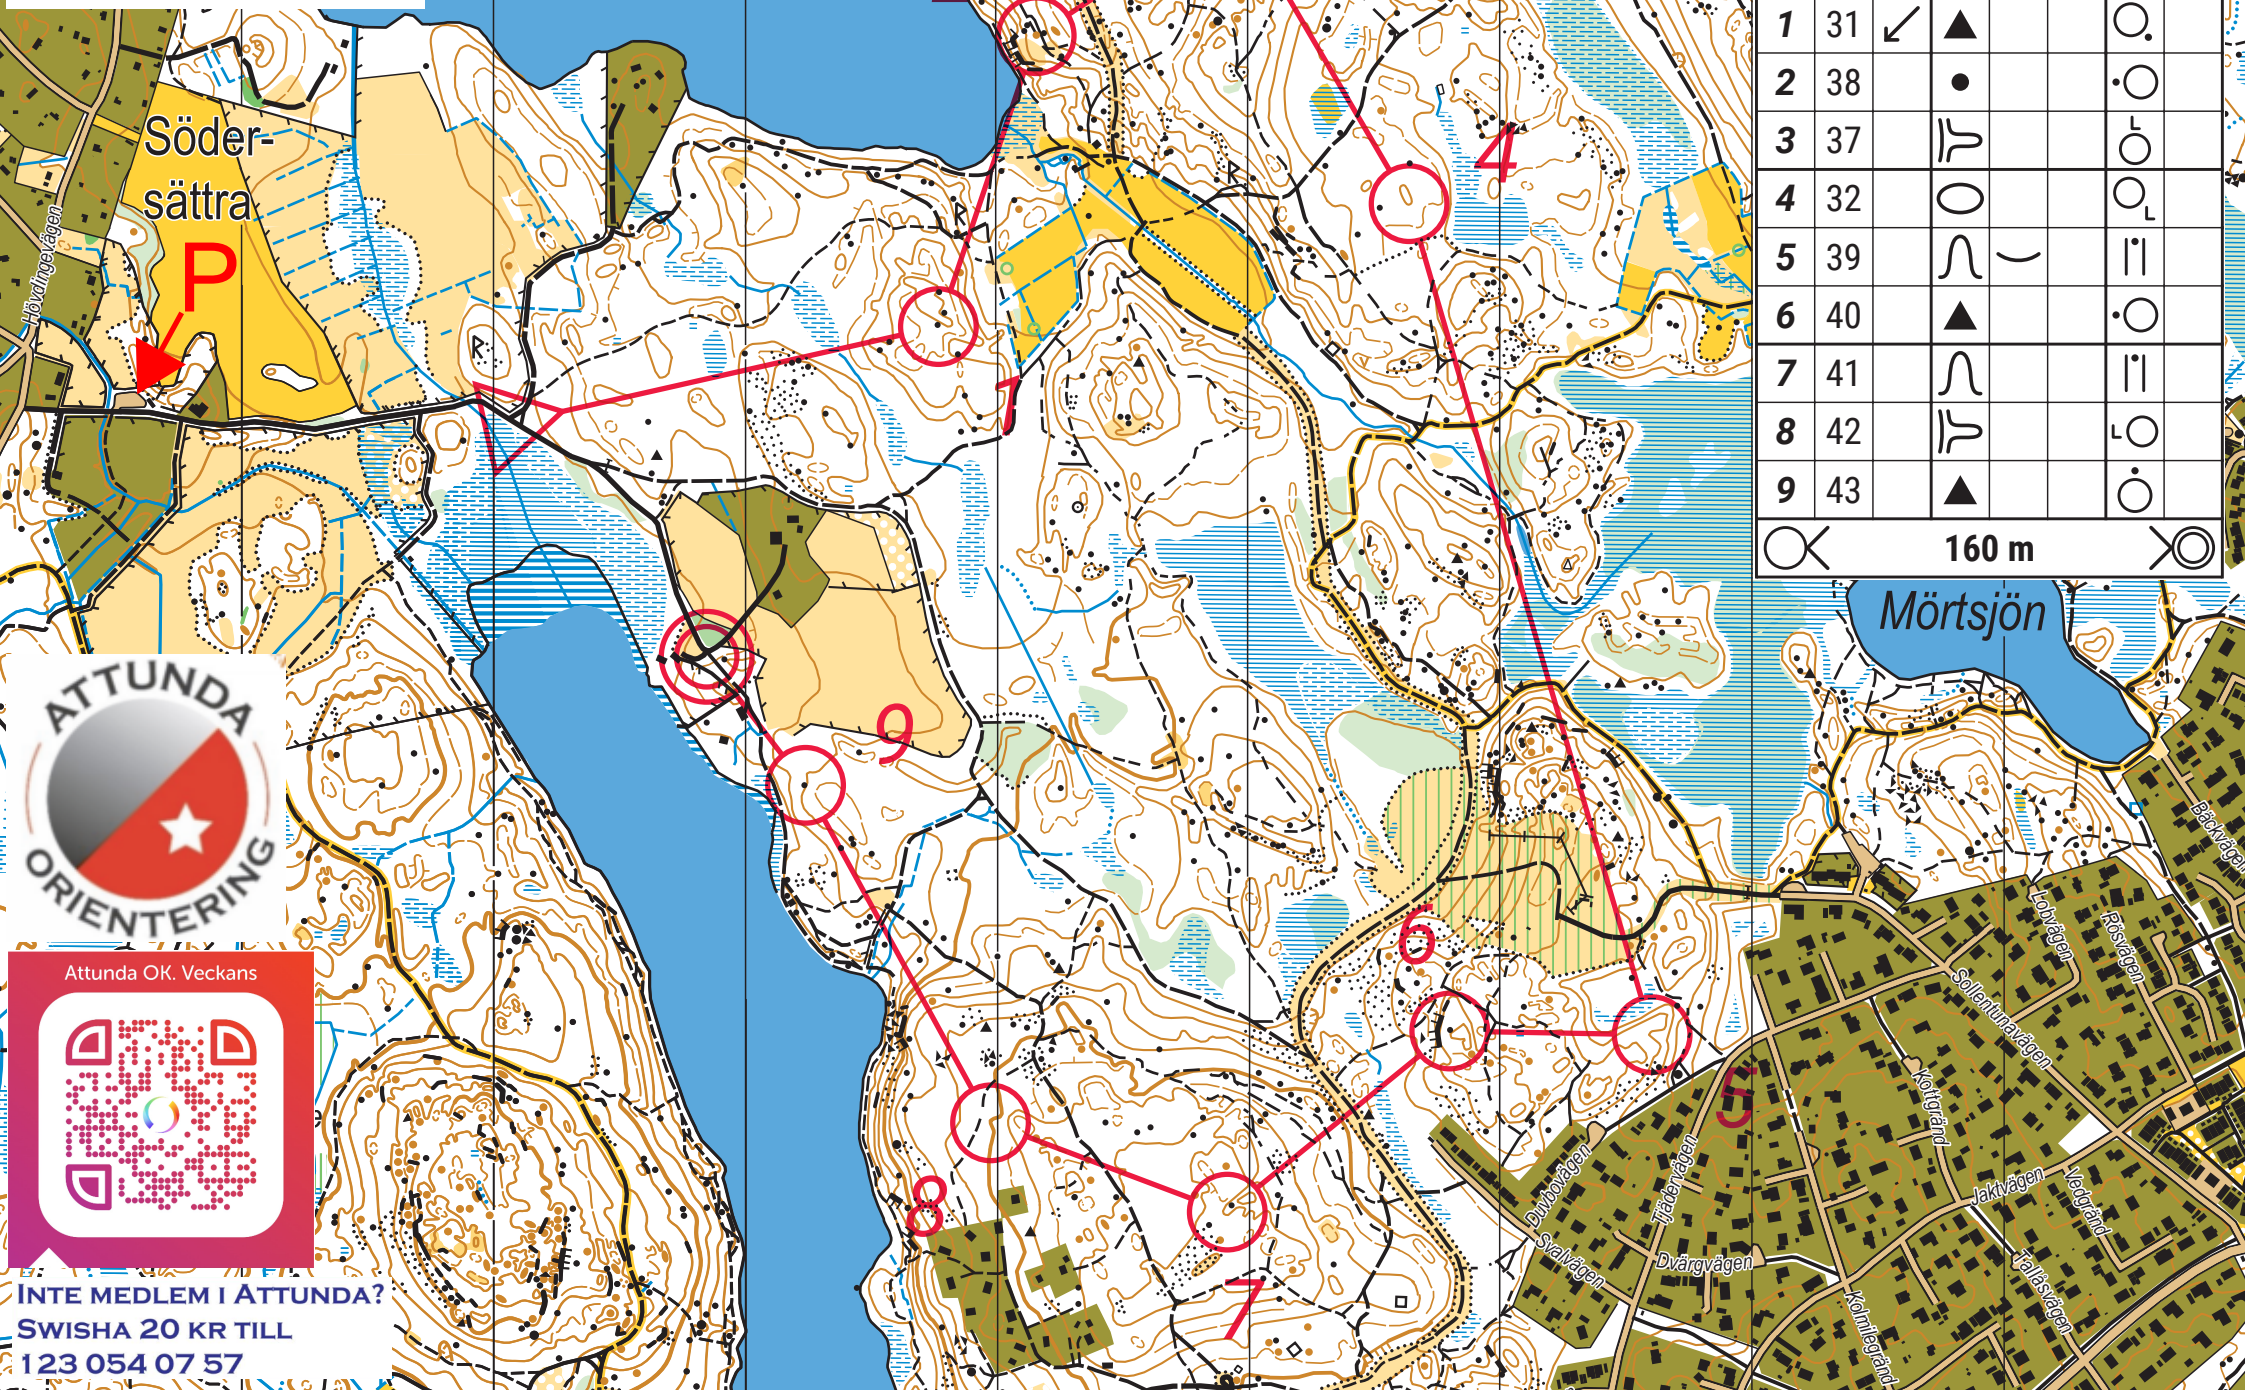 1 31
2 38
3 37
4 32
5 39
6 40
7 41
8 42
9 43
160 m
Söder-
sättra
P
Hövdingevägen
4
1
9
6
5
8
7
Mörtsjön
Bäckvägen
Lobvägen
Rösvägen
Sollentunavägen
Kottgränd
Jaktvägen
Vedgränd
Tallåsvägen
Kolmilegränd
Duvbovägen
Tjädervägen
Svalvägen
Dvärgvägen
ATTUNDA
ORIENTERING
Attunda OK. Veckans
INTE MEDLEM I ATTUNDA?
SWISHA 20 KR TILL
123 054 07 57